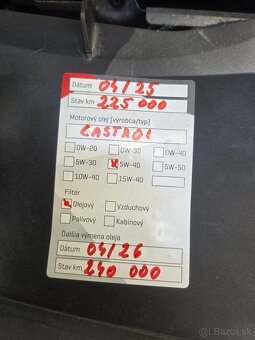 Dátum 04/25
Stav km 225 000
Motorový olej (výrobca/typ)
CASTROL
0W-20 0W-30 0W-40
5W-30 5W-40 5W-50
10W-40 15W-40
Filter
Olejový Vzduchový
Palivový Kabínový
Ďalšia výmena oleja
Dátum 04/26
Stav km 240 000
bazos.sk